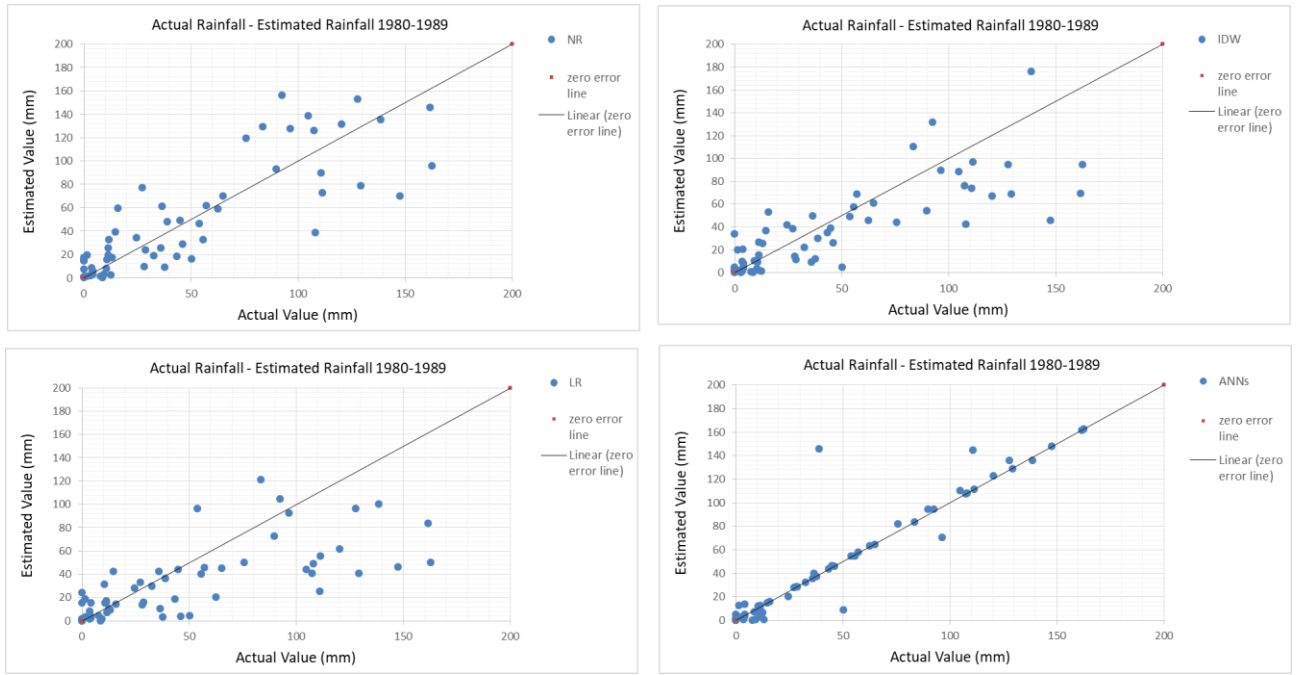 Actual Rainfall - Estimated Rainfall 1980-1989
200
180
160
140
120
100
80
60
40
20
0
0
50
100
150
200
Estimated Value (mm)
Actual Value (mm)
NR
zero error
line
Linear (zero
error line)
Actual Rainfall - Estimated Rainfall 1980-1989
200
180
160
140
120
100
80
60
40
20
0
0
50
100
150
200
Estimated Value (mm)
Actual Value (mm)
IDW
zero error
line
Linear (zero
error line)
Actual Rainfall - Estimated Rainfall 1980-1989
200
180
160
140
120
100
80
60
40
20
0
0
50
100
150
200
Estimated Value (mm)
Actual Value (mm)
LR
zero error
line
Linear (zero
error line)
Actual Rainfall - Estimated Rainfall 1980-1989
200
180
160
140
120
100
80
60
40
20
0
0
50
100
150
200
Estimated Value (mm)
Actual Value (mm)
ANNs
zero error
line
Linear (zero
error line)